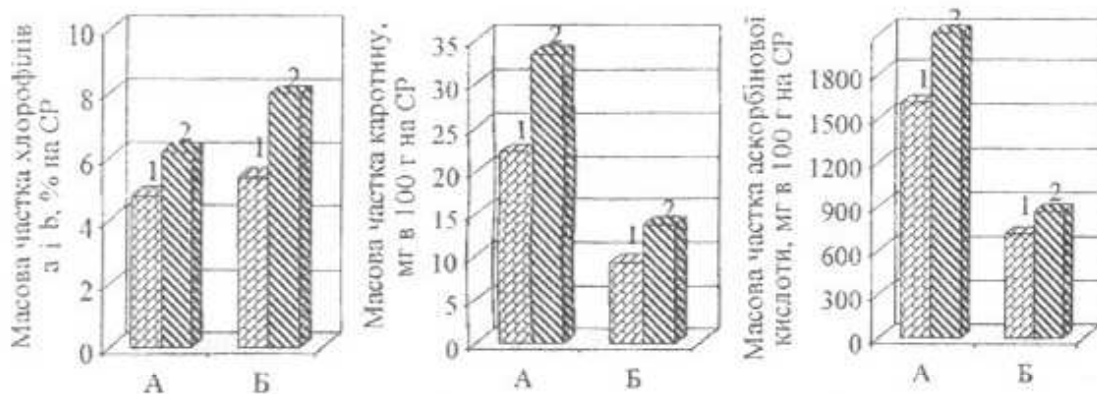 Масова частка хлорофілів
a i b, % на СР
10
8
6
4
2
0
1
2
1
2
А
Б
Масова частка каротину,
мг в 100 г на СР
35
30
25
20
15
10
5
0
1
2
1
2
А
Б
Масова частка аскорбінової
кислоти, мг в 100 г на СР
1800
1500
1200
900
600
300
0
1
2
1
2
А
Б